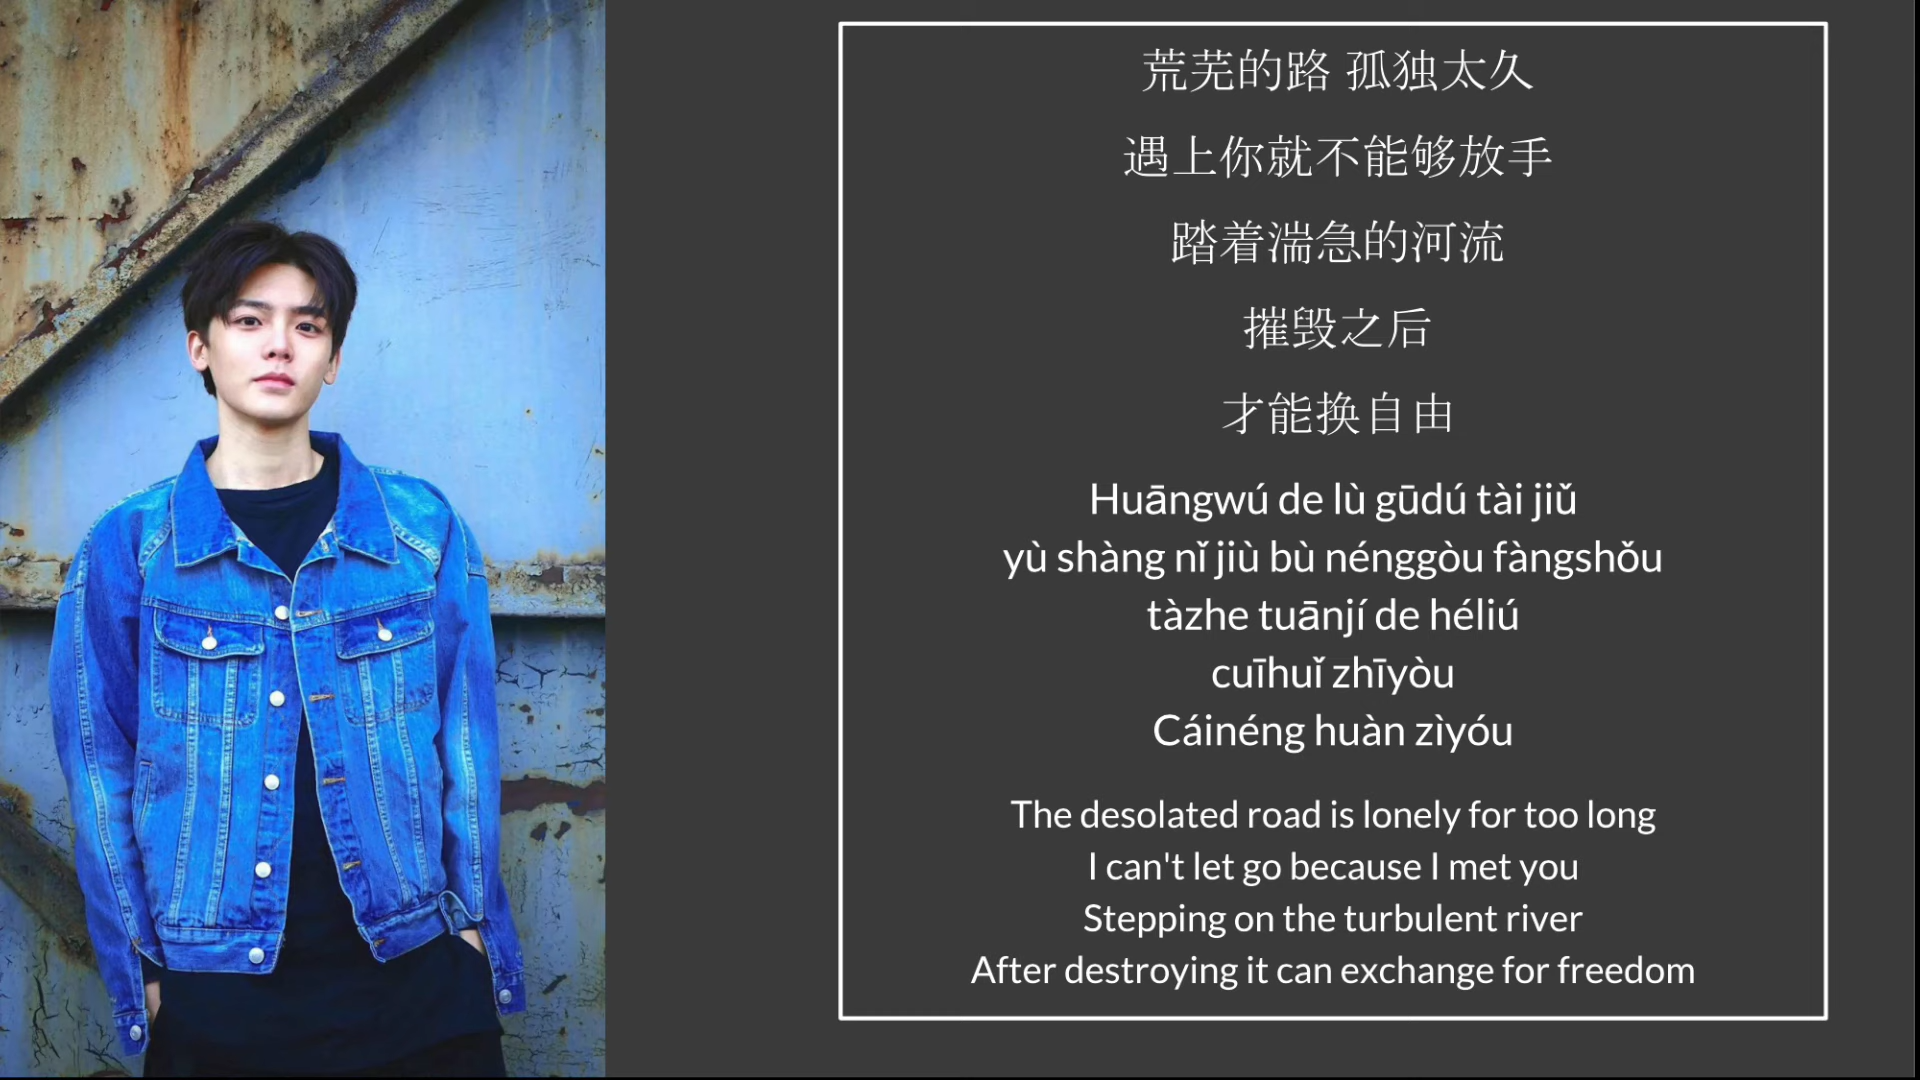 荒芜的路 孤独太久
遇上你就不能够放手
踏着湍急的河流
摧毁之后
才能换自由
Huāngwú de lù gūdú tài jiǔ
yù shàng nǐ jiù bù nénggòu fàngshǒu
tàzhe tuānjí de héliú
cuīhuǐ zhīyòu
Cáinéng huàn zìyóu
The desolated road is lonely for too long
I can't let go because I met you
Stepping on the turbulent river
After destroying it can exchange for freedom